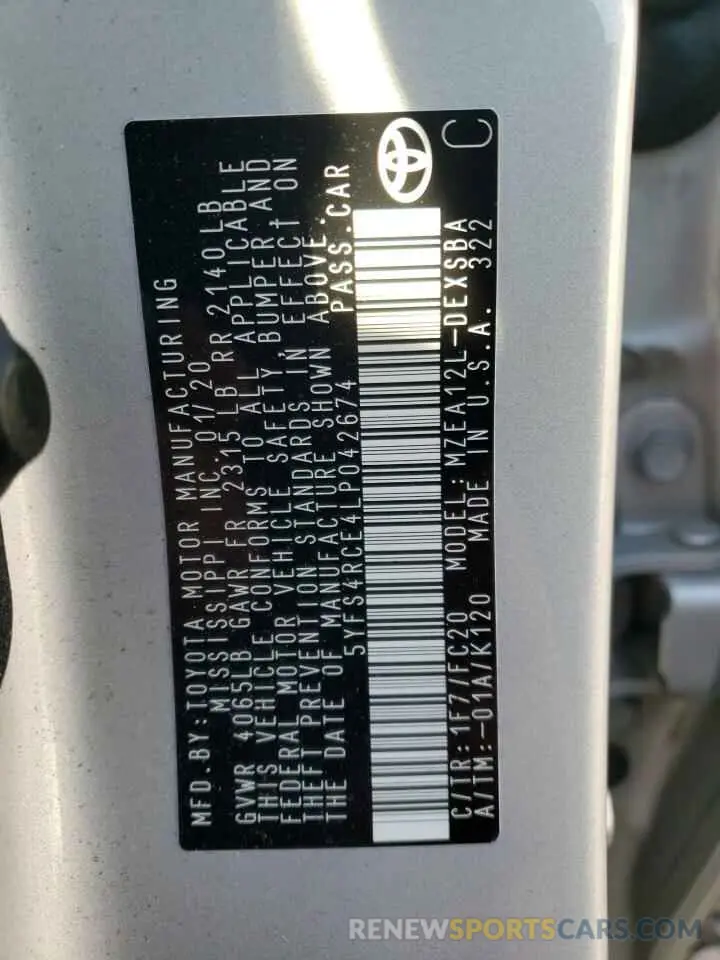 MFD.BY:TOYOTA MOTOR MANUFACTURING
MISSISSIPPI INC. 01/20
GVWR 4065LB GAWR FR 2315 LB RR 2140 LB
THIS VEHICLE CONFORMS TO ALL APPLICABLE
FEDERAL MOTOR VEHICLE SAFETY, BUMPER, AND
THEFT PREVENTION STANDARDS IN EFFECT ON
THE DATE OF MANUFACTURE SHOWN ABOVE.
5YFS4RCE4LP042674 PASS.CAR
C/TR:1F7/FC20 MODEL:MZEA12L-DEXSBA
A/TM:-01A/K120 MADE IN U.S.A. 322
C
RENEWSPORTSCARS.COM